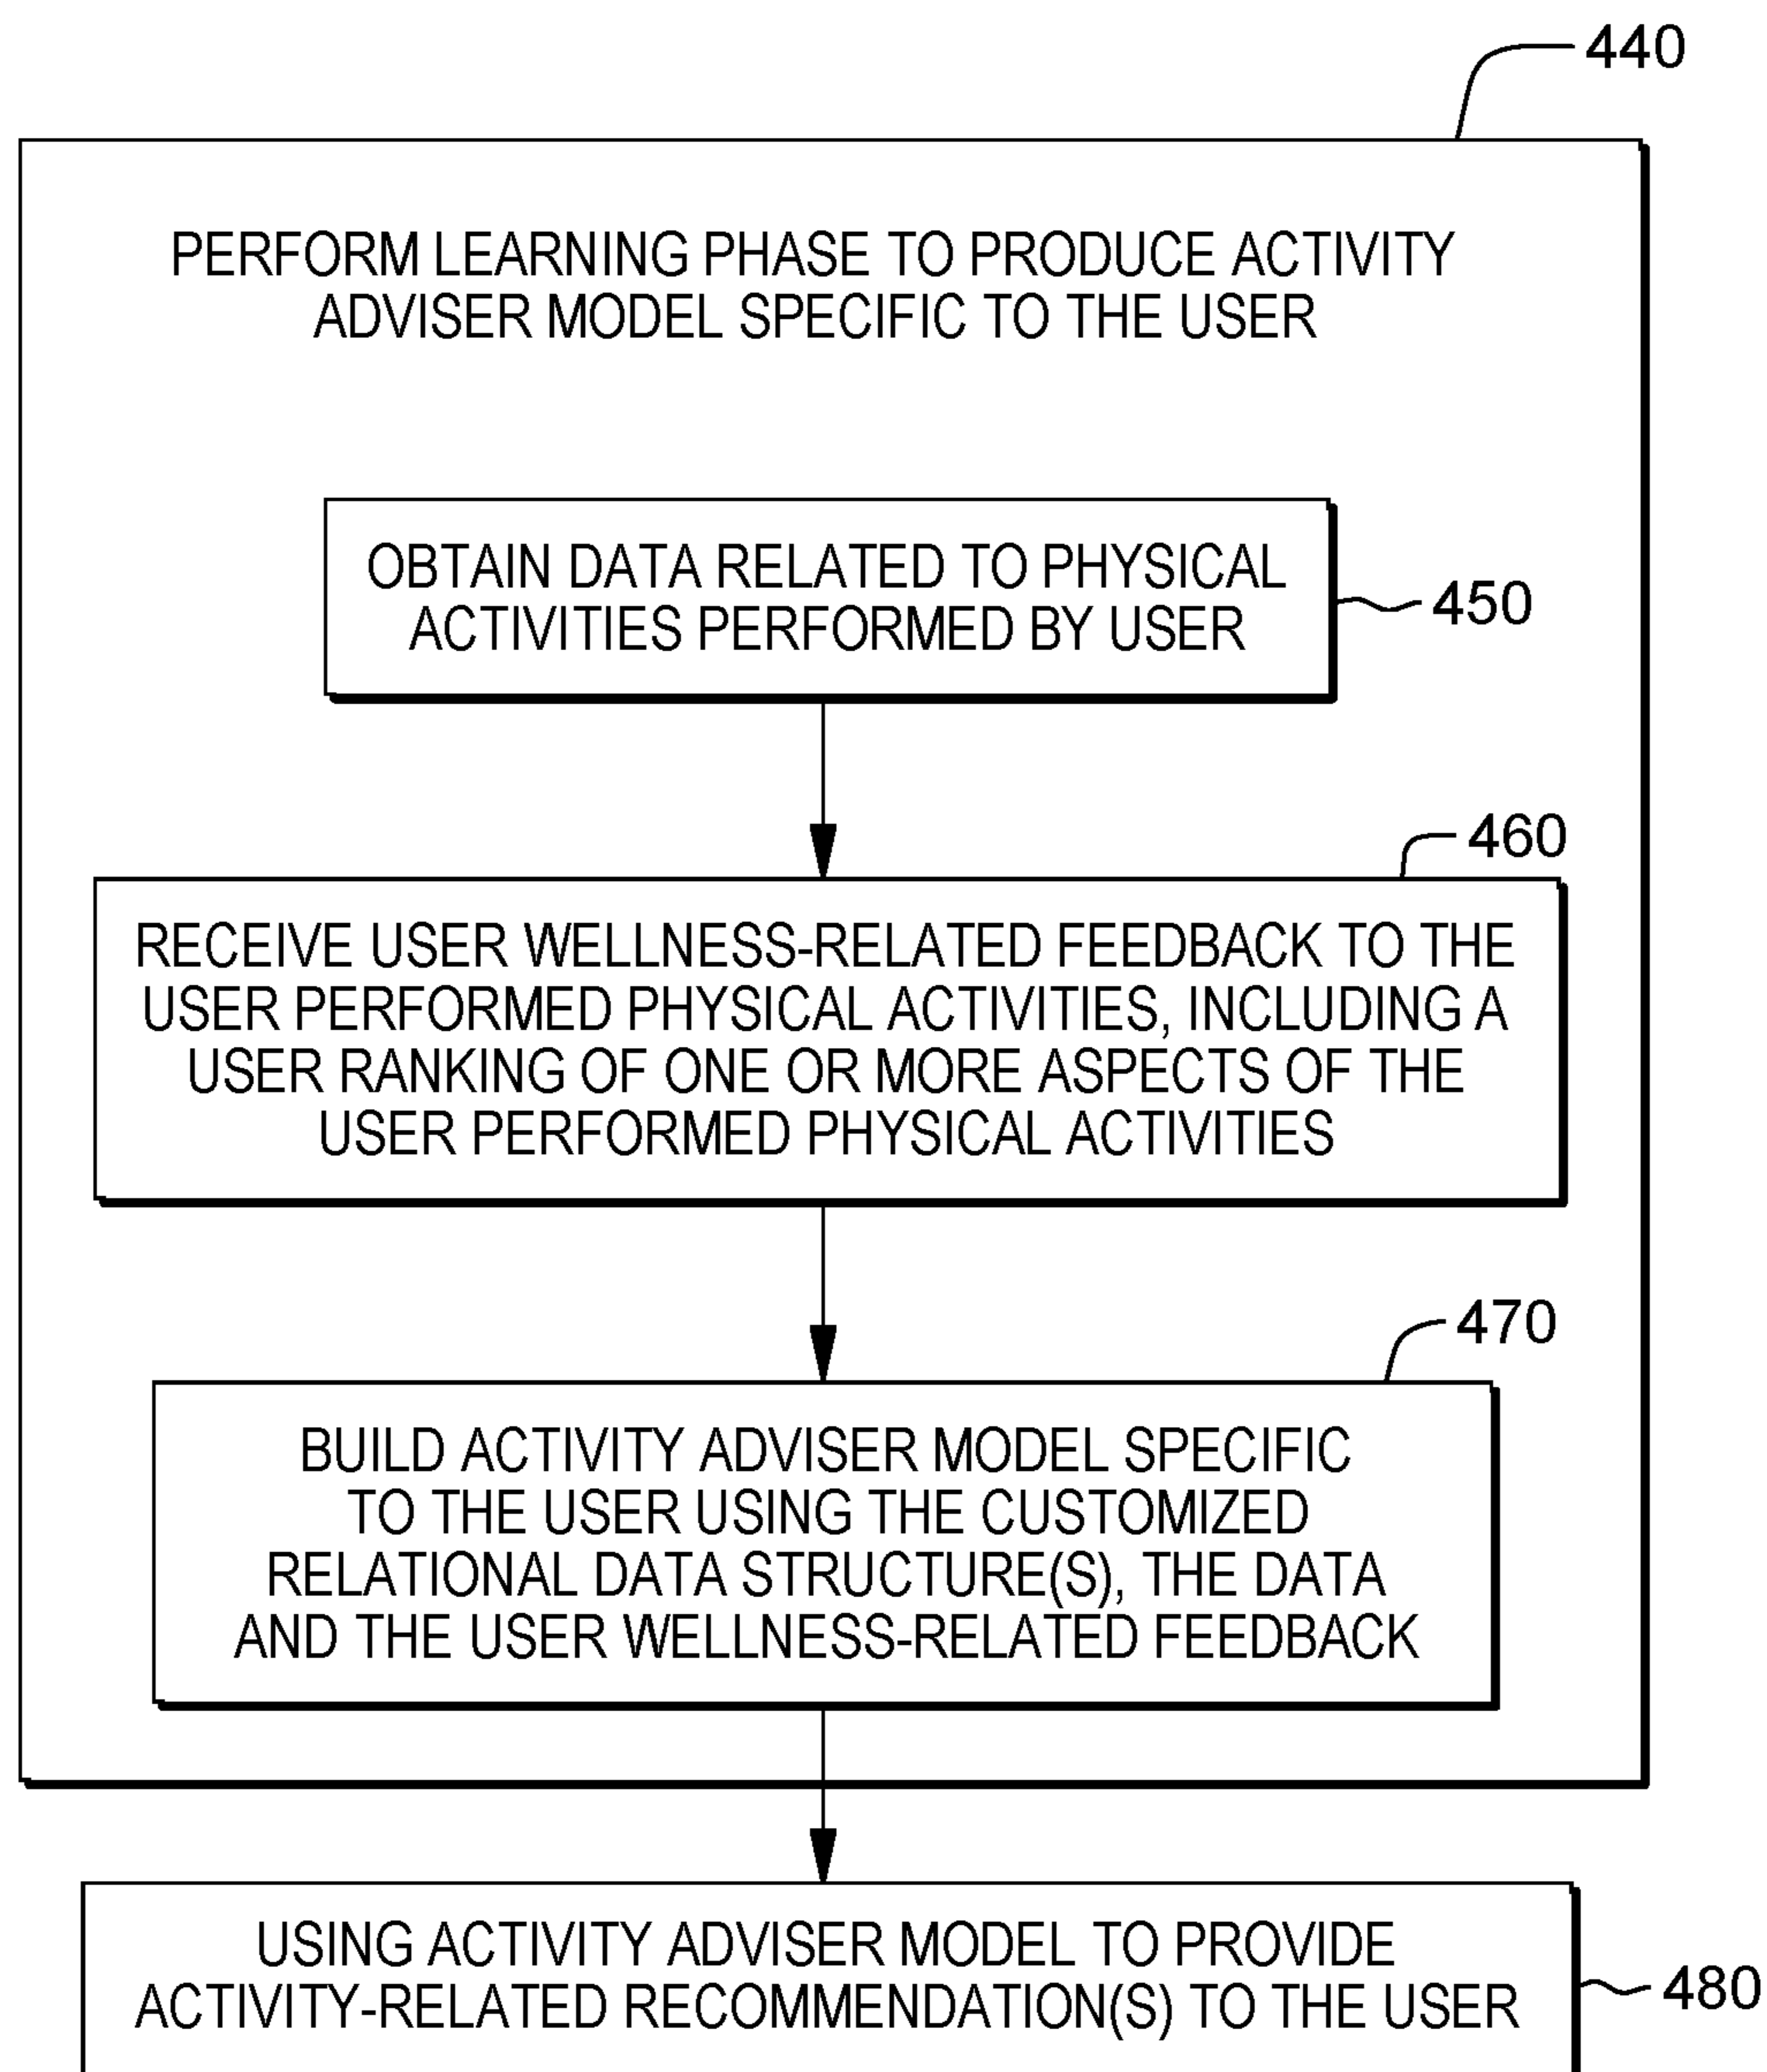 440
PERFORM LEARNING PHASE TO PRODUCE ACTIVITY
ADVISER MODEL SPECIFIC TO THE USER
OBTAIN DATA RELATED TO PHYSICAL
ACTIVITIES PERFORMED BY USER
450
460
RECEIVE USER WELLNESS-RELATED FEEDBACK TO THE
USER PERFORMED PHYSICAL ACTIVITIES, INCLUDING A
USER RANKING OF ONE OR MORE ASPECTS OF THE
USER PERFORMED PHYSICAL ACTIVITIES
470
BUILD ACTIVITY ADVISER MODEL SPECIFIC
TO THE USER USING THE CUSTOMIZED
RELATIONAL DATA STRUCTURE(S), THE DATA
AND THE USER WELLNESS-RELATED FEEDBACK
USING ACTIVITY ADVISER MODEL TO PROVIDE
ACTIVITY-RELATED RECOMMENDATION(S) TO THE USER
480